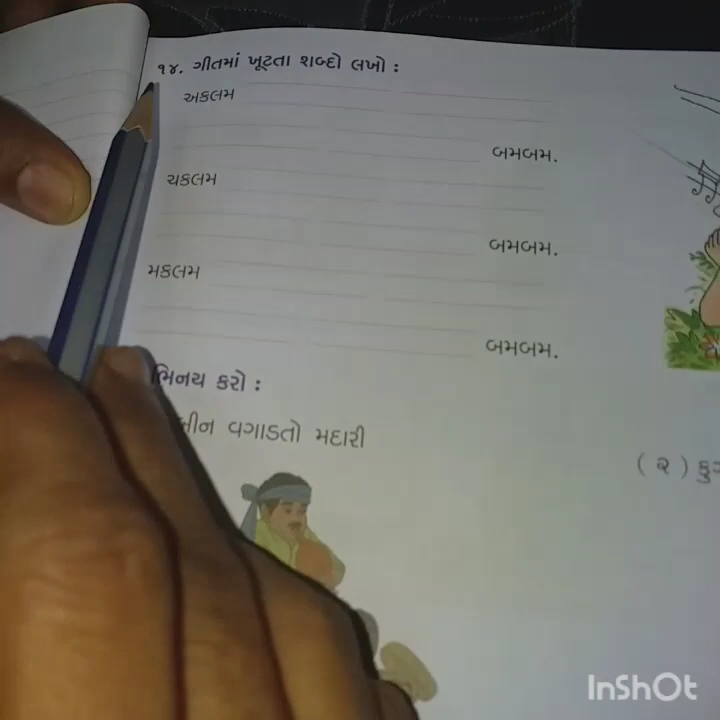 ૧૪. ગીતમાં ખૂટતા શબ્દો લખો :
અકલમ
બમબમ.
ચકલમ
બમબમ.
મકલમ
બમબમ.
ભિનય કરો :
બીન વગાડતો મદારી
( ૨ )
InShOt